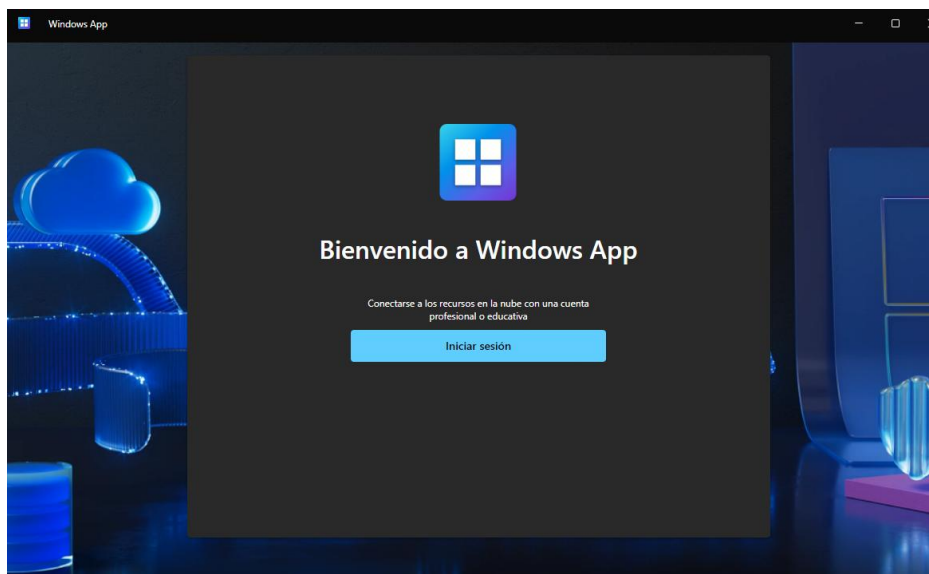 Windows App
Bienvenido a Windows App
Conectarse a los recursos en la nube con una cuenta
profesional o educativa
Iniciar sesión